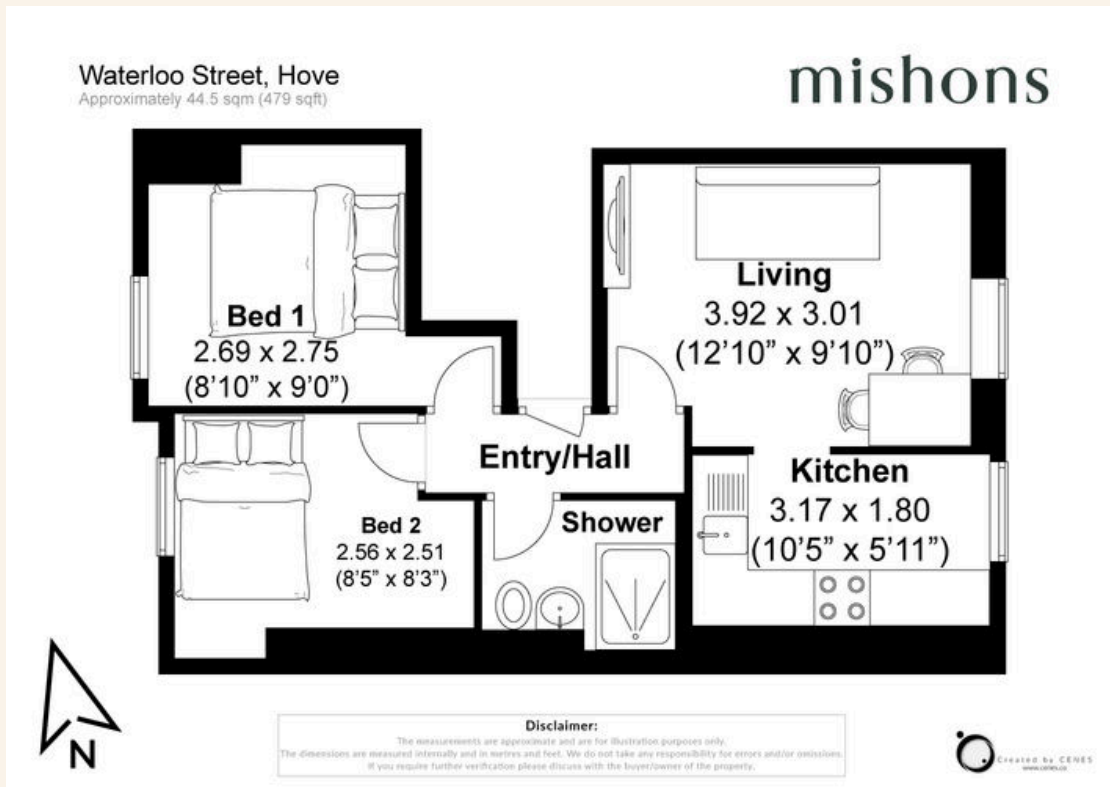 Waterloo Street, Hove
Approximately 44.5 sqm (479 sqft)
mishons
Bed 1
2.69 x 2.75
(8’10” x 9’0”)
Living
3.92 x 3.01
(12’10” x 9’10”)
Entry/Hall
Kitchen
3.17 x 1.80
(10’5” x 5’11”)
Bed 2
2.56 x 2.51
(8’5” x 8’3”)
Shower
N
Disclaimer:
The measurements are approximate and are for illustration purposes only.
The dimensions are measured internally and in metres and feet. We do not take any responsibility for errors and/or omissions.
If you require further verification please discuss with the buyer/owner of the property.
Created by CENES
www.cenes.co